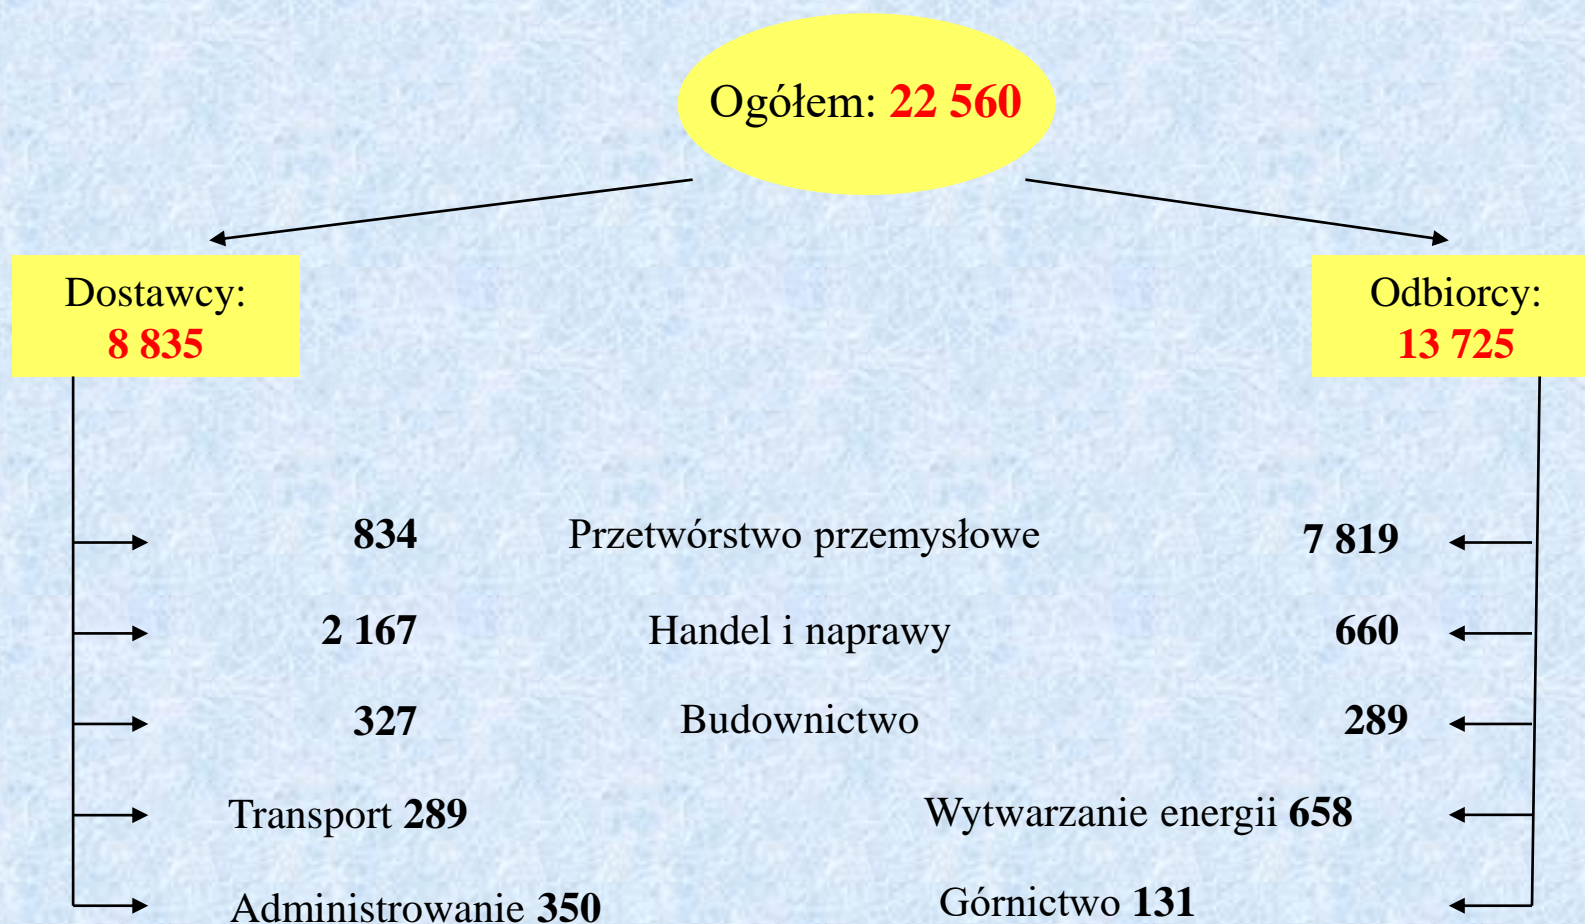 Ogółem: 22 560
Dostawcy:
8 835
Odbiorcy:
13 725
834 Przetwórstwo przemysłowe 7 819
2 167 Handel i naprawy 660
327 Budownictwo 289
Transport 289 Wytwarzanie energii 658
Administrowanie 350 Górnictwo 131